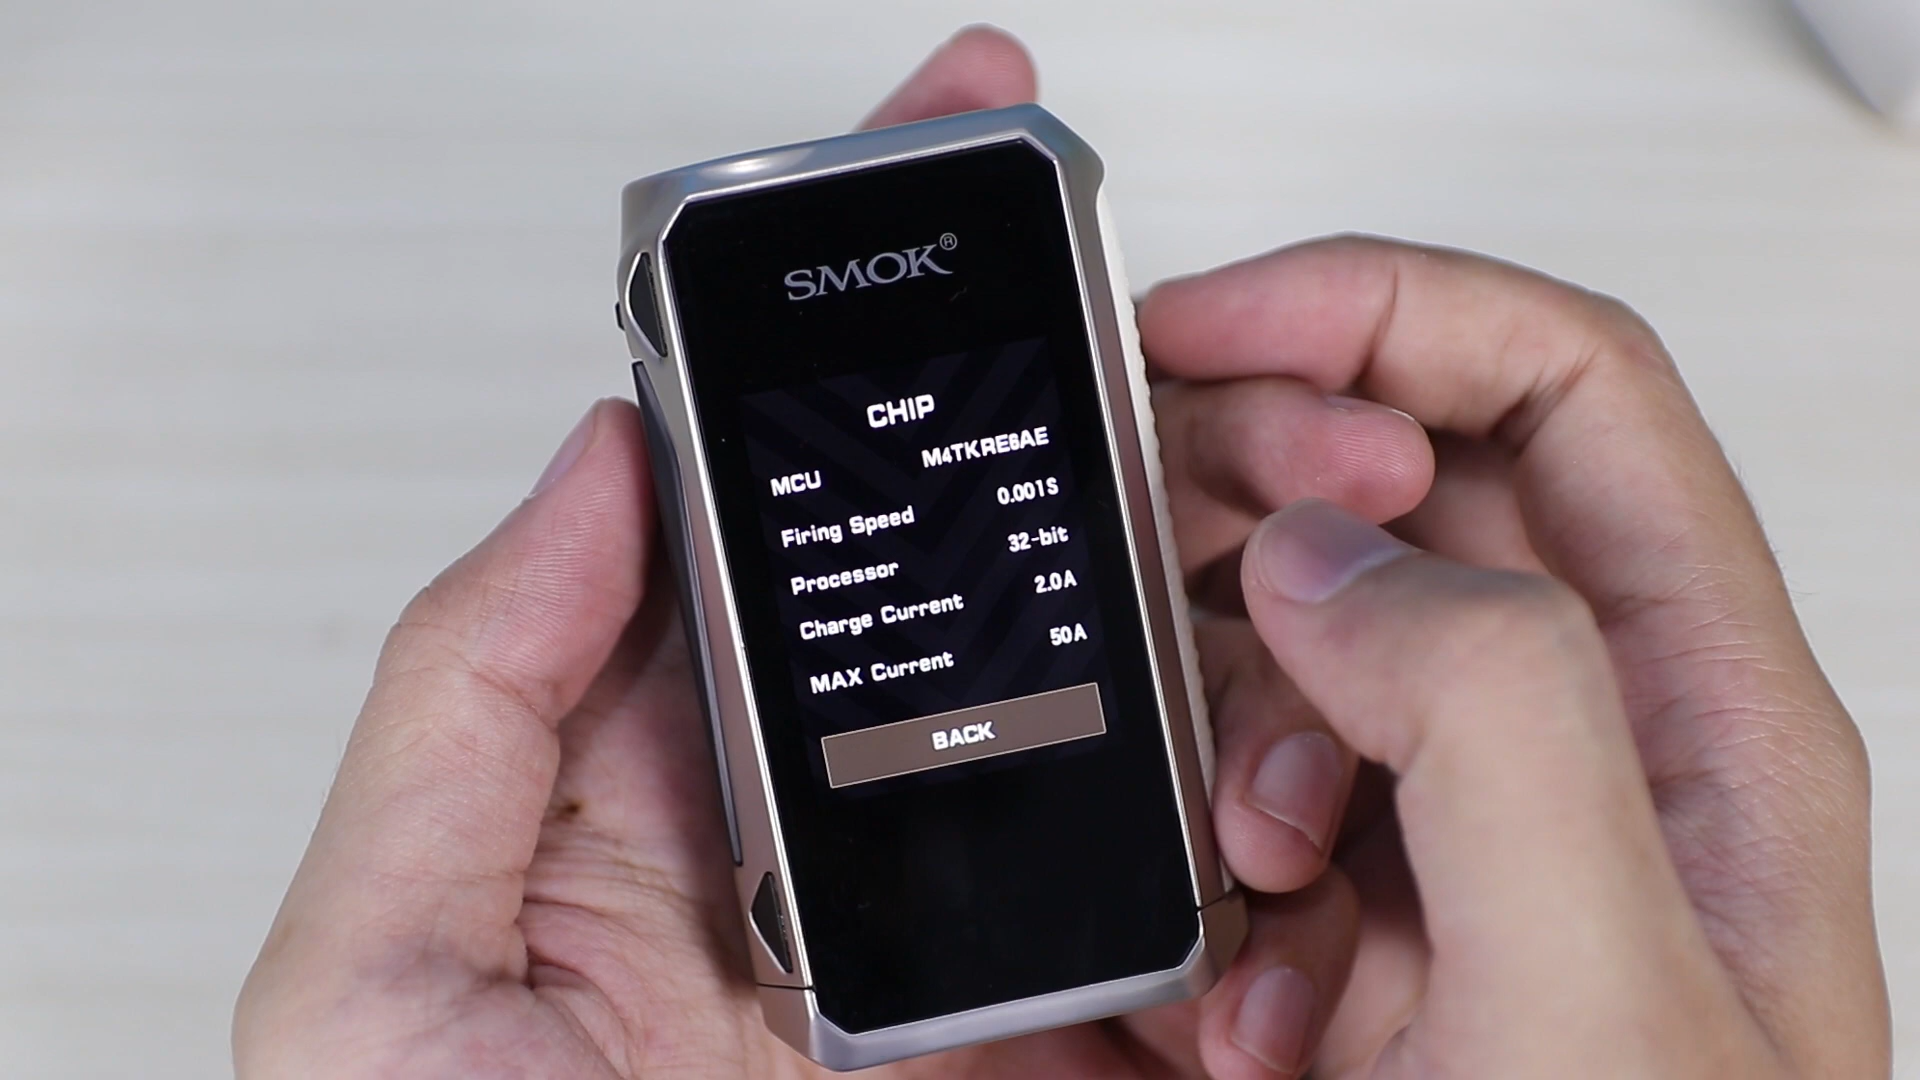 SMOK®
CHIP
MCU M4TKRE6AE
Firing Speed 0.001S
Processor 32-bit
Charge Current 2.0A
MAX Current 50A
BACK